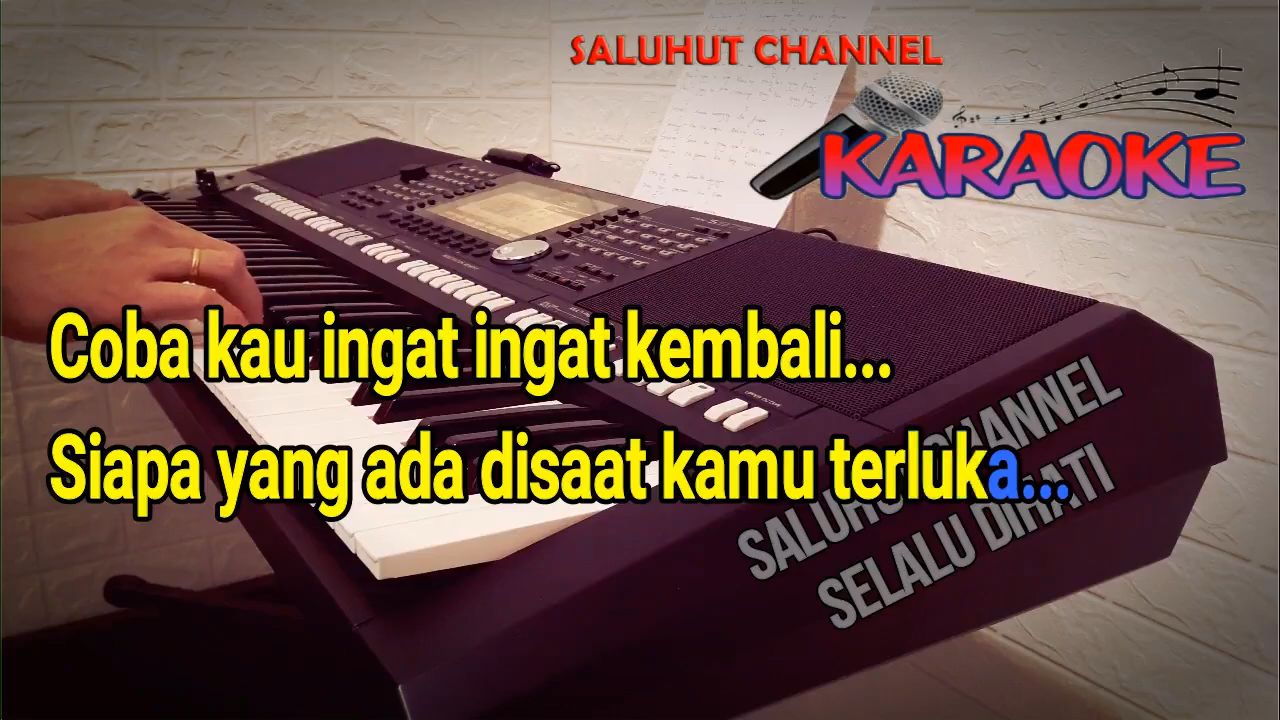 SALUHUT CHANNEL
KARAOKE
Coba kau ingat ingat kembali...
Siapa yang ada disaat kamu terluka...
SELALU DIHATI